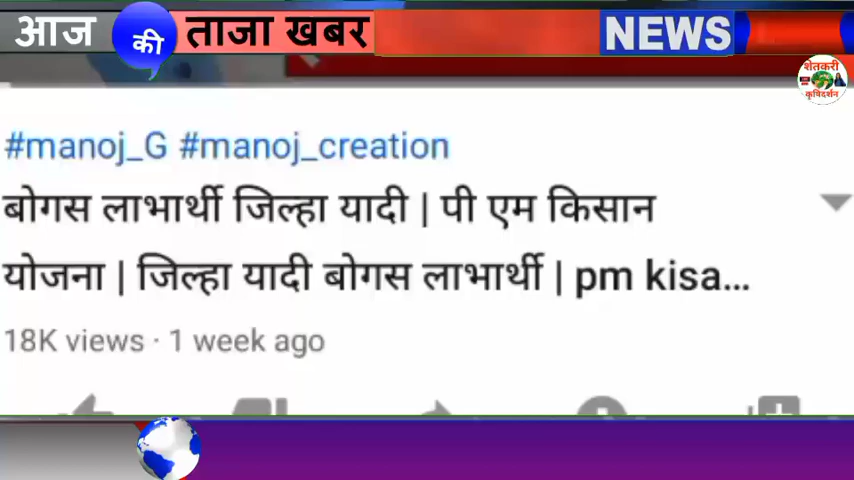 आज की ताजा खबर NEWS
शेतकरी
कृषिदर्शन
#manoj_G #manoj_creation
बोगस लाभार्थी जिल्हा यादी | पी एम किसान
योजना | जिल्हा यादी बोगस लाभार्थी | pm kisa...
18K views · 1 week ago